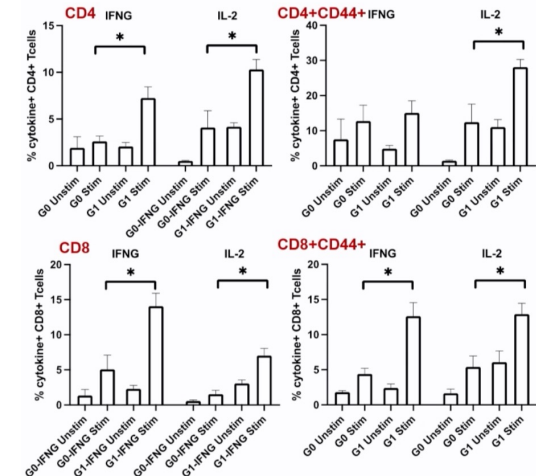 CD4
IFNG
IL-2
*
*
% cytokine+ CD4+ Tcells
15
10
5
0
G0 Unstim
G0 Stim
G1 Unstim
G1 Stim
G0-IFNG Unstim
G0-IFNG Stim
G1-IFNG Unstim
G1-IFNG Stim
CD4+CD44+
IFNG
IL-2
*
% cytokine+ CD4+ Tcells
40
30
20
10
0
G0 Unstim
G0 Stim
G1 Unstim
G1 Stim
G0 Unstim
G0 Stim
G1 Unstim
G1 Stim
CD8
IFNG
IL-2
*
*
% cytokine+ CD8+ Tcells
20
15
10
5
0
G0-IFNG Unstim
G0-IFNG Stim
G1-IFNG Unstim
G1-IFNG Stim
G0-IFNG Unstim
G0-IFNG Stim
G1-IFNG Unstim
G1-IFNG Stim
CD8+CD44+
IFNG
IL-2
*
*
% cytokine+ CD8+ Tcells
20
15
10
5
0
G0 Unstim
G0 Stim
G1 Unstim
G1 Stim
G0 Unstim
G0 Stim
G1 Unstim
G1 Stim